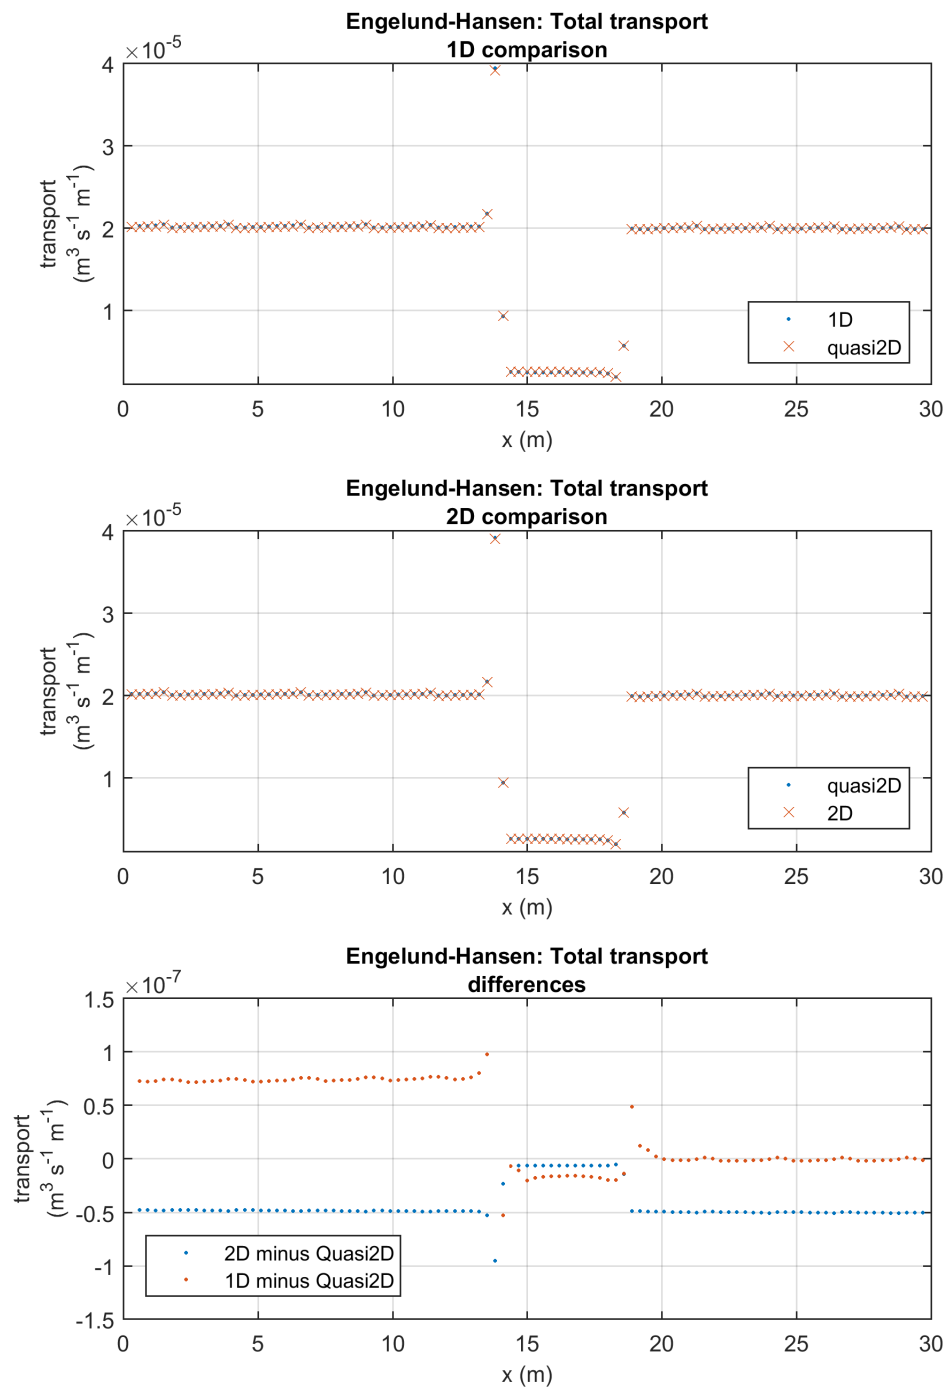 Engelund-Hansen: Total transport
1D comparison
×10^-5
4
3
2
1
transport
(m^3 s^-1 m^-1)
1D
quasi2D
0 5 10 15 20 25 30
x (m)
Engelund-Hansen: Total transport
2D comparison
×10^-5
4
3
2
1
transport
(m^3 s^-1 m^-1)
quasi2D
2D
0 5 10 15 20 25 30
x (m)
Engelund-Hansen: Total transport
differences
×10^-7
1.5
1
0.5
0
-0.5
-1
-1.5
transport
(m^3 s^-1 m^-1)
2D minus Quasi2D
1D minus Quasi2D
0 5 10 15 20 25 30
x (m)